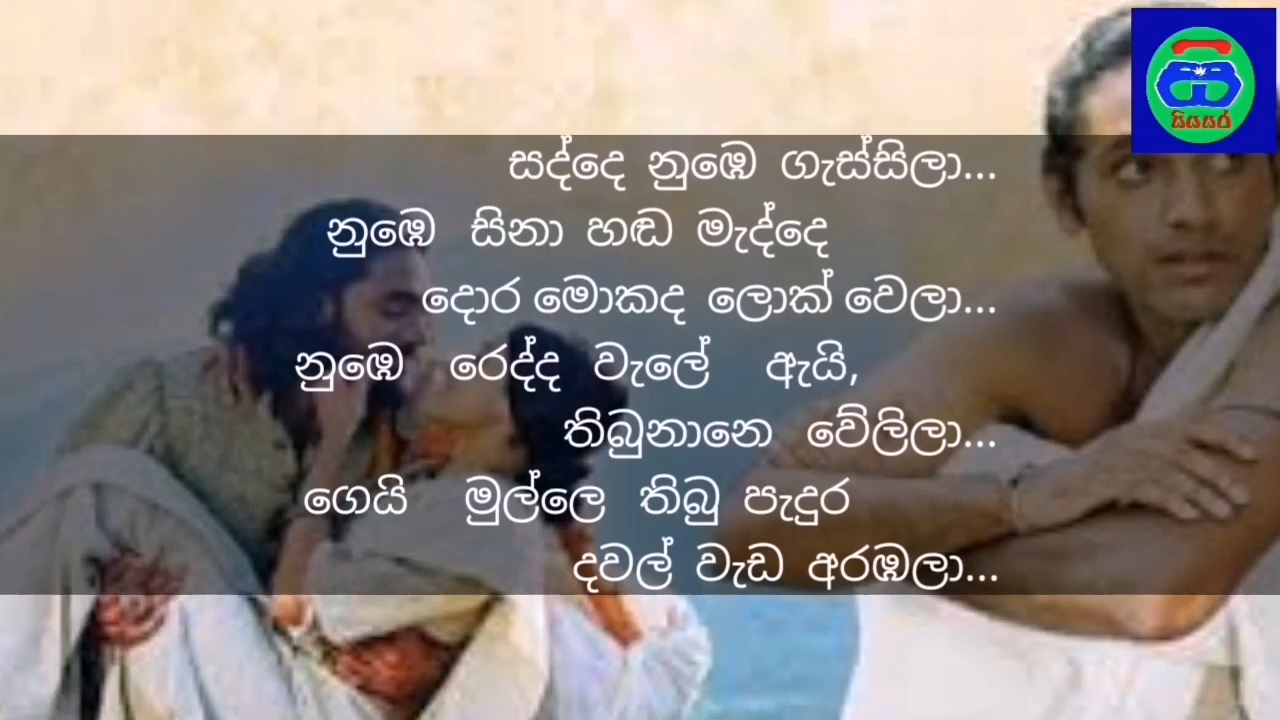 සියසර
සද්දෙ නුඹෙ ගැස්සිලා...
නුඹෙ සිනා හඬ මැද්දෙ
දොර මොකද ලොක් වෙලා...
නුඹෙ රෙද්ද වැලේ ඇයි,
තිබුනානෙ වේලිලා...
ගෙයි මුල්ලෙ තිබු පැදුර
දවල් වැඩ අරඹලා...